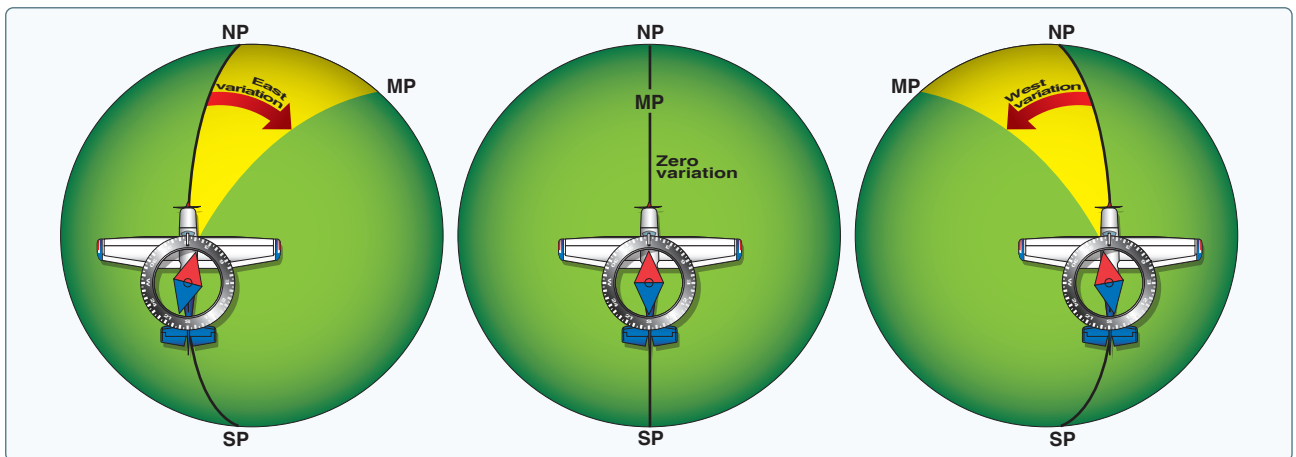 NP
East
variation
MP
SP
NP
MP
Zero
variation
SP
NP
MP
West
variation
SP